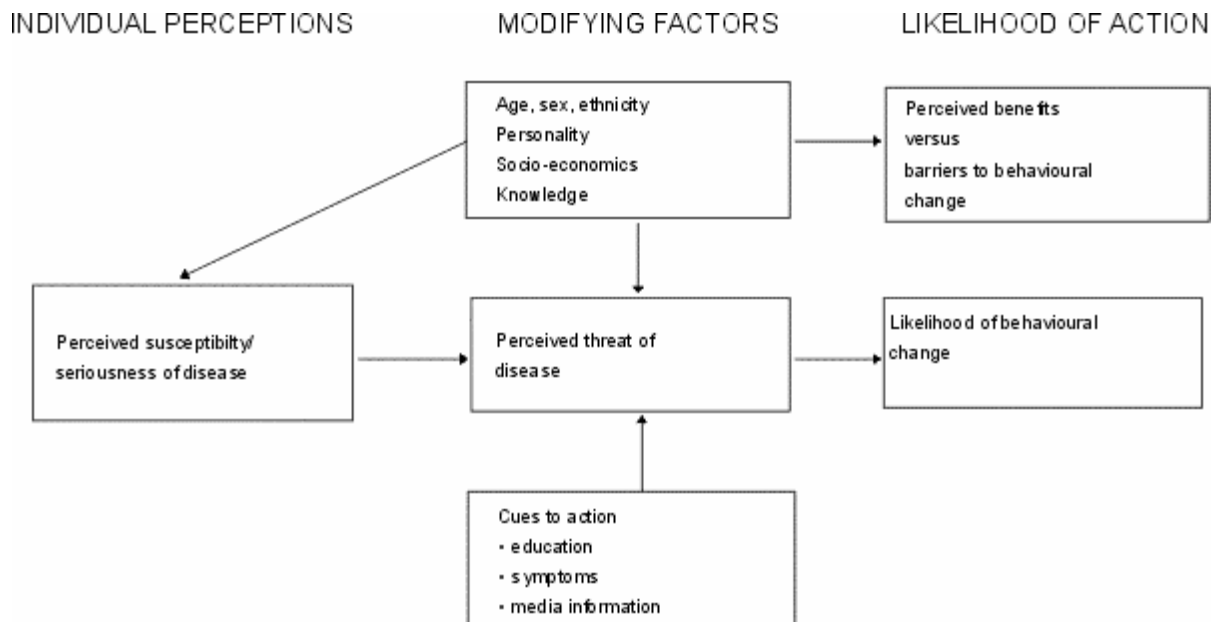 INDIVIDUAL PERCEPTIONS
MODIFYING FACTORS
LIKELIHOOD OF ACTION
Age, sex, ethnicity
Personality
Socio-economics
Knowledge
Perceived benefits
versus
barriers to behavioural
change
Perceived susceptibilty/
seriousness of disease
Perceived threat of
disease
Likelihood of behavioural
change
Cues to action
• education
• symptoms
• media information